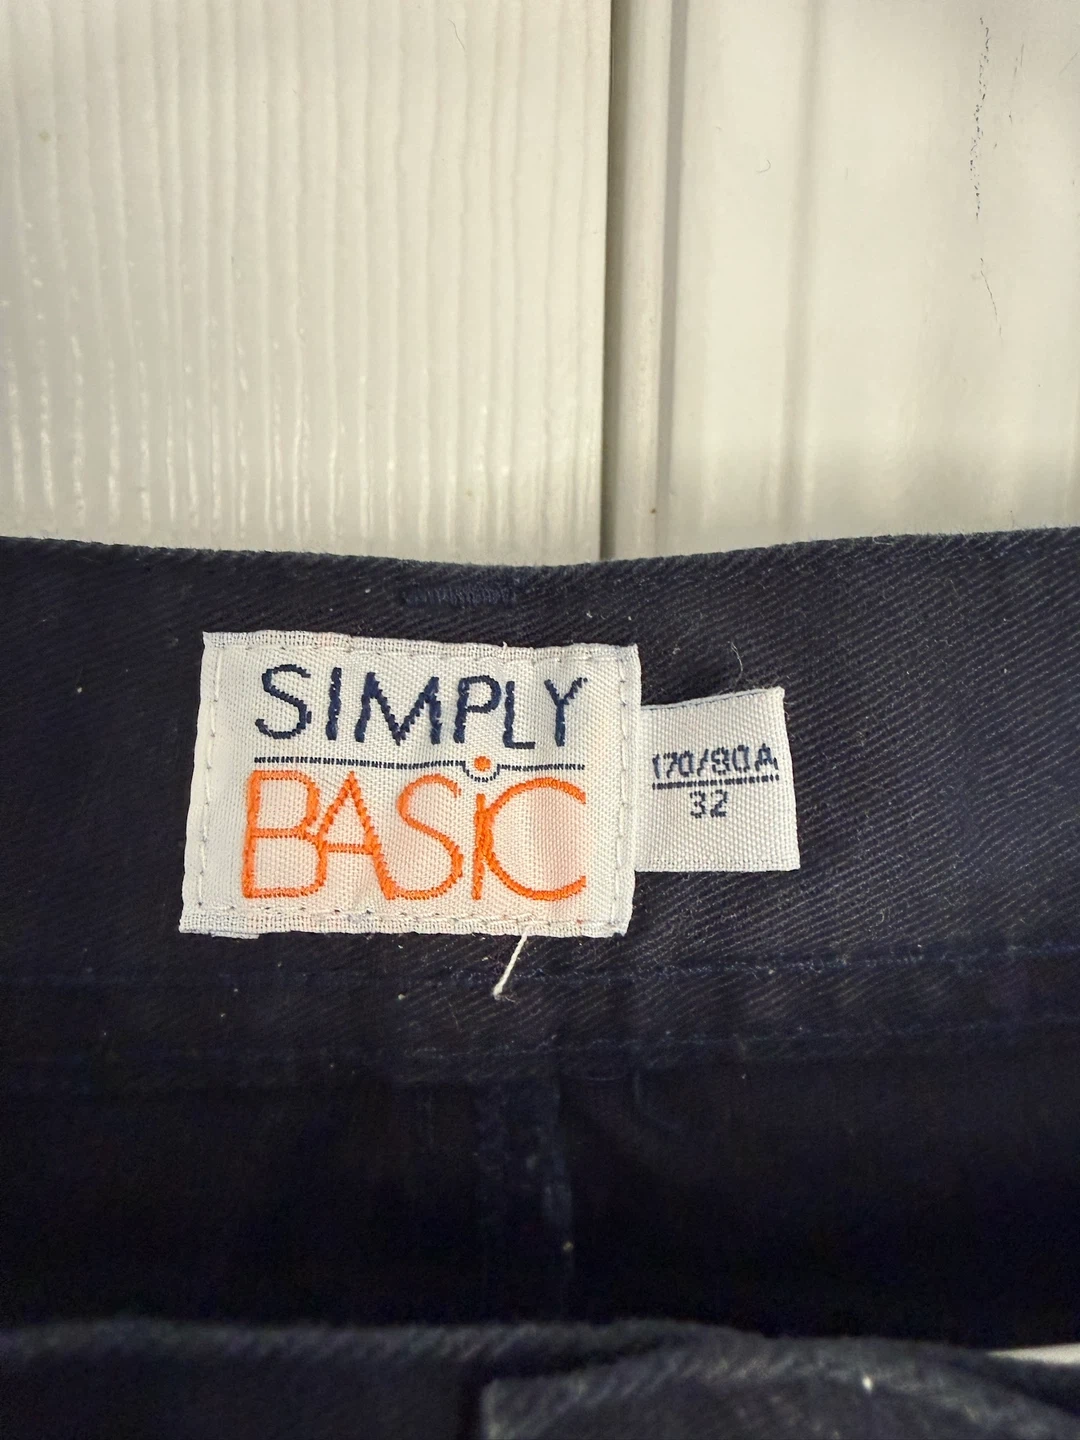 SIMPLY
BASiC
170/80A
32